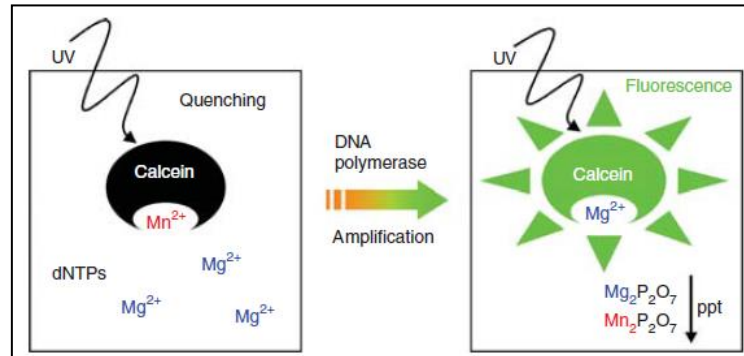 UV
Quenching
Calcein
Mn²⁺
dNTPs
Mg²⁺
Mg²⁺
Mg²⁺
DNA
polymerase
Amplification
UV
Fluorescence
Calcein
Mg²⁺
Mg₂P₂O₇
Mn₂P₂O₇
ppt